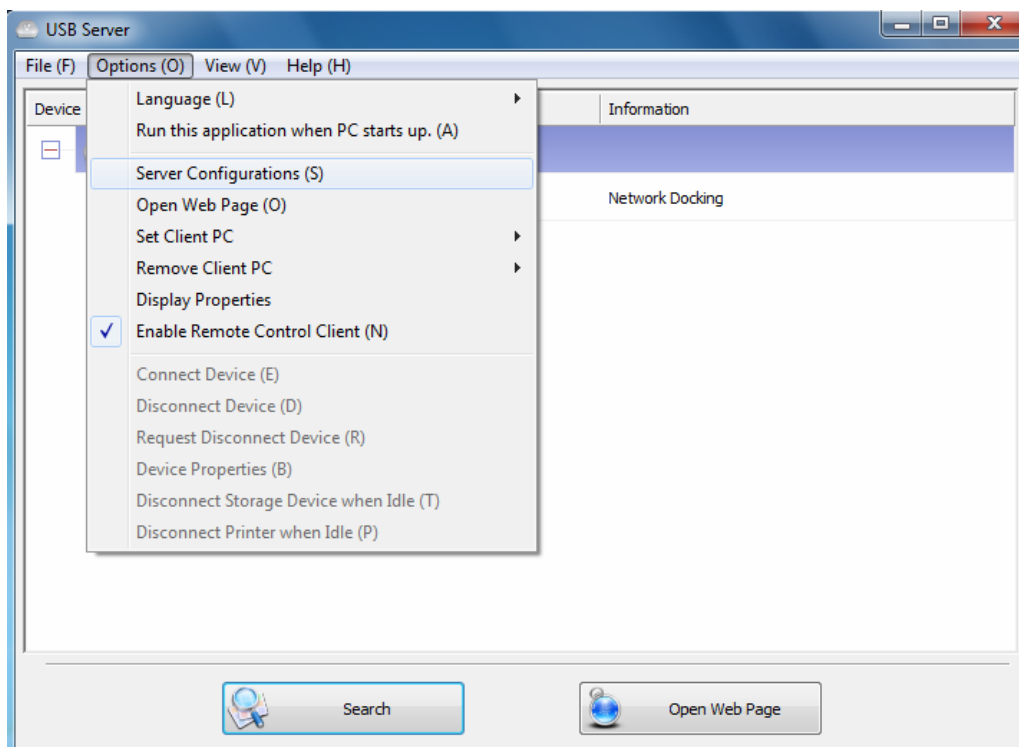 USB Server
File (F) Options (O) View (V) Help (H)
Device Information
Language (L)
Run this application when PC starts up. (A)
Server Configurations (S)
Open Web Page (O)
Network Docking
Set Client PC
Remove Client PC
Display Properties
Enable Remote Control Client (N)
Connect Device (E)
Disconnect Device (D)
Request Disconnect Device (R)
Device Properties (B)
Disconnect Storage Device when Idle (T)
Disconnect Printer when Idle (P)
Search Open Web Page